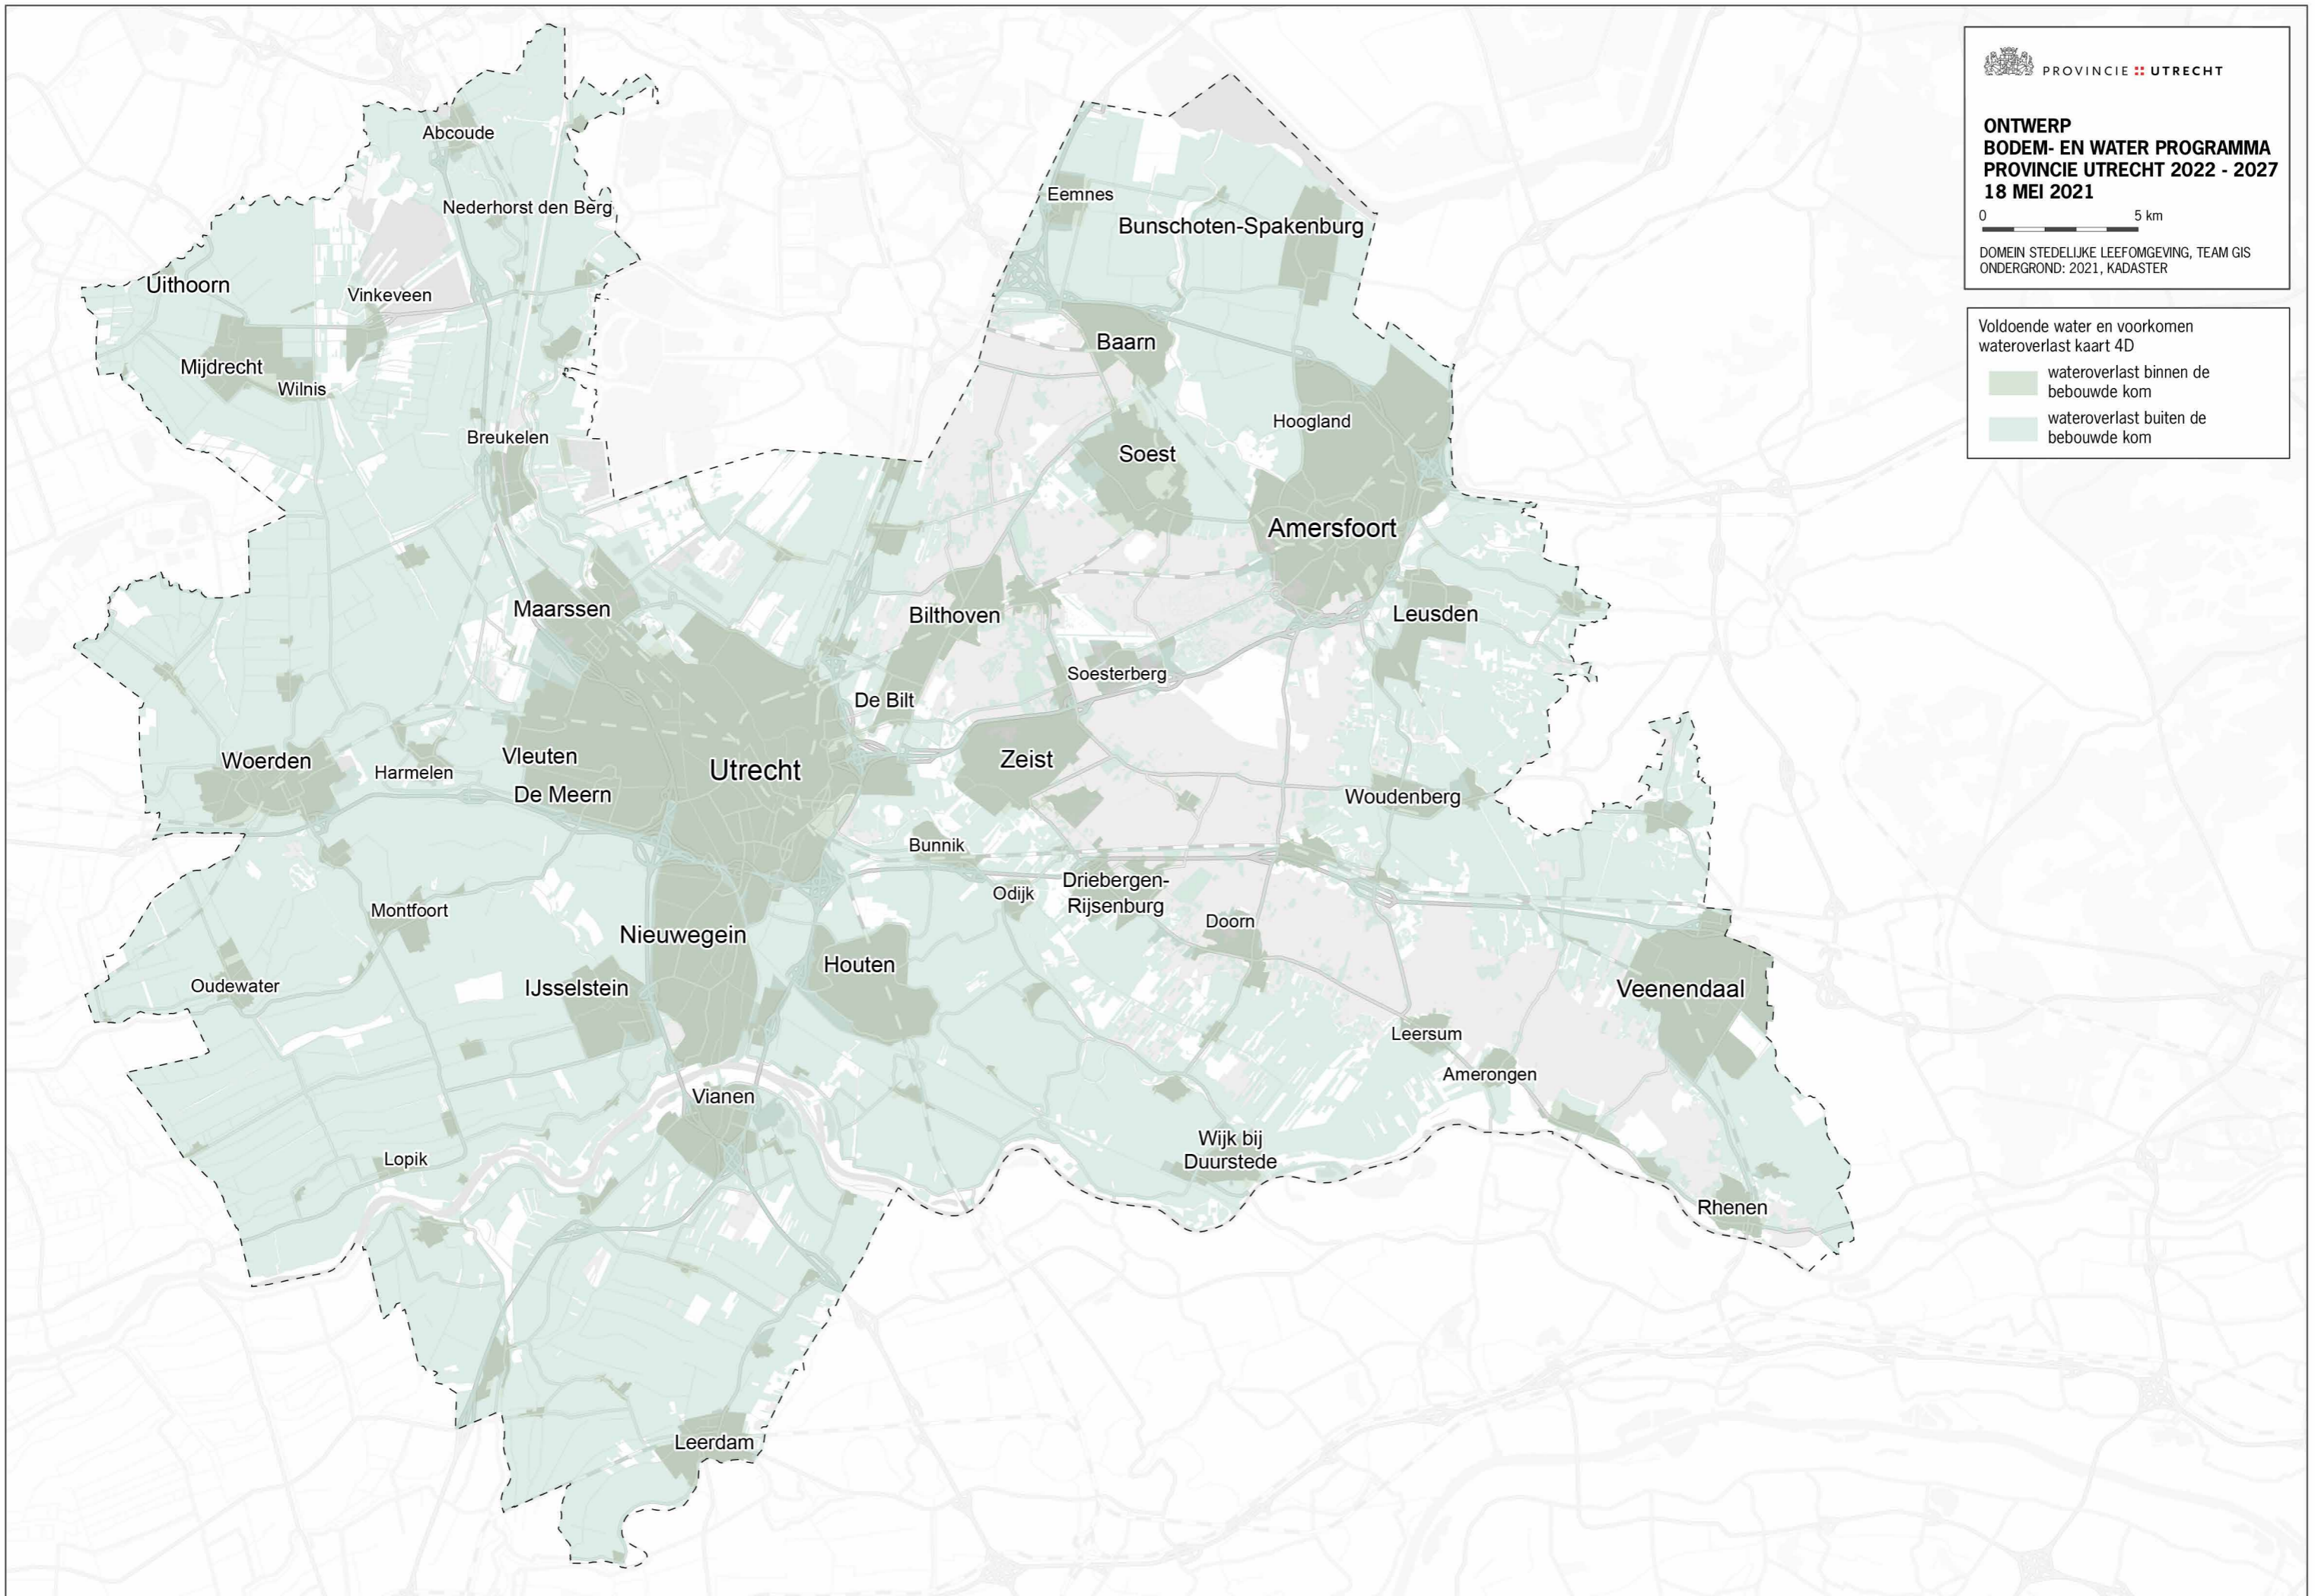 PROVINCIE UTRECHT
ONTWERP
BODEM- EN WATER PROGRAMMA
PROVINCIE UTRECHT 2022 - 2027
18 MEI 2021
0 5 km
DOMEIN STEDELIJKE LEEFOMGEVING, TEAM GIS
ONDERGROND: 2021, KADASTER
Voldoende water en voorkomen
wateroverlast kaart 4D
wateroverlast binnen de
bebouwde kom
wateroverlast buiten de
bebouwde kom
Abcoude
Eemnes
Nederhorst den Berg
Bunschoten-Spakenburg
Uithoorn
Vinkeveen
Baarn
Mijdrecht
Wilnis
Hoogland
Breukelen
Soest
Amersfoort
Maarssen
Bilthoven
Leusden
Soesterberg
De Bilt
Vleuten
Zeist
Woerden
Utrecht
Harmelen
De Meern
Woudenberg
Bunnik
Driebergen-
Rijsenburg
Odijk
Montfoort
Doorn
Nieuwegein
Houten
Oudewater
IJsselstein
Veenendaal
Leersum
Amerongen
Vianen
Wijk bij
Duurstede
Lopik
Rhenen
Leerdam